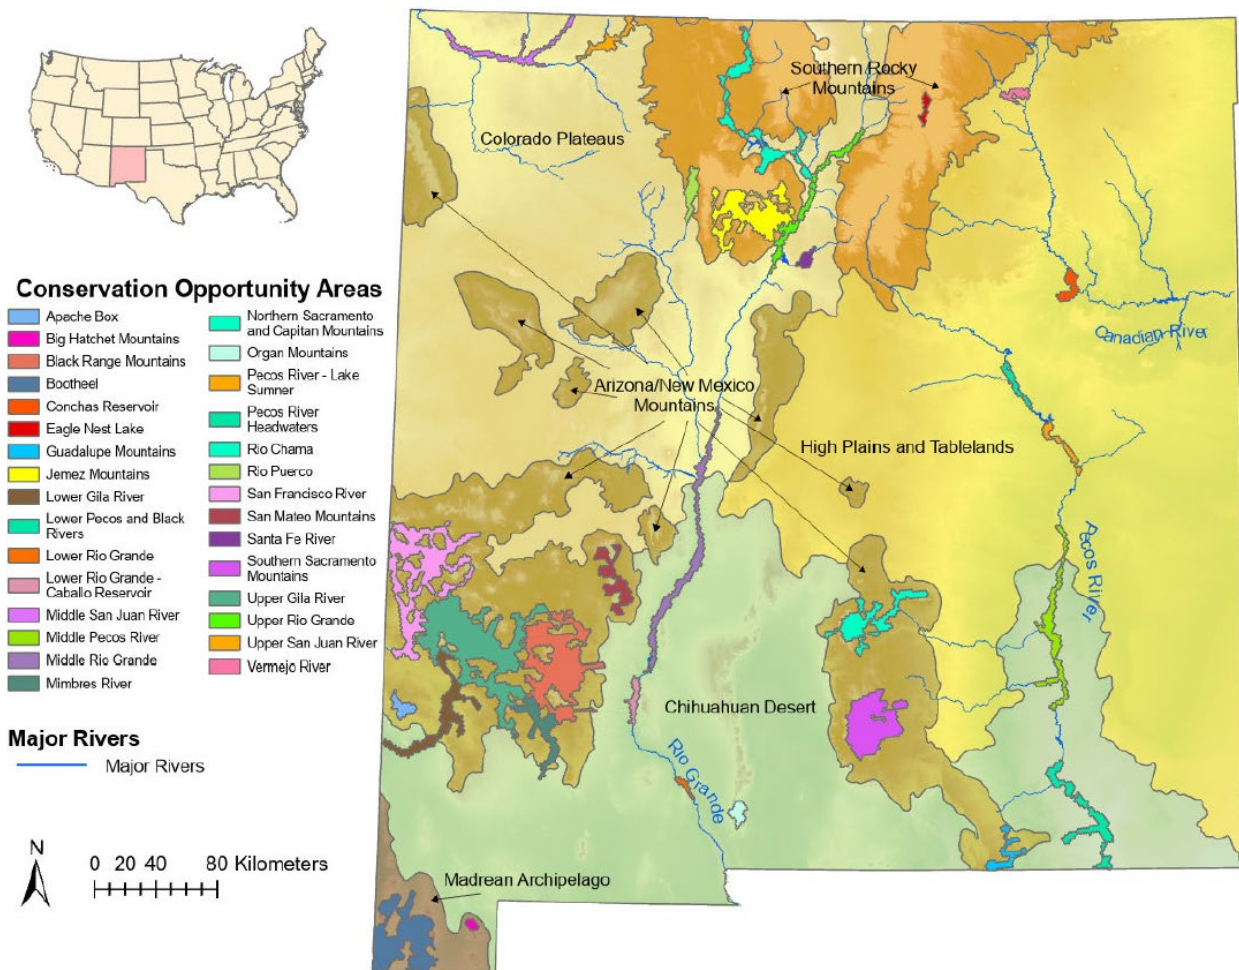 Conservation Opportunity Areas
Apache Box
Big Hatchet Mountains
Black Range Mountains
Bootheel
Conchas Reservoir
Eagle Nest Lake
Guadalupe Mountains
Jemez Mountains
Lower Gila River
Lower Pecos and Black
Rivers
Lower Rio Grande
Lower Rio Grande -
Caballo Reservoir
Middle San Juan River
Middle Pecos River
Middle Rio Grande
Mimbres River
Northern Sacramento
and Capitan Mountains
Organ Mountains
Pecos River - Lake
Sumner
Pecos River
Headwaters
Rio Chama
Rio Puerco
San Francisco River
San Mateo Mountains
Santa Fe River
Southern Sacramento
Mountains
Upper Gila River
Upper Rio Grande
Upper San Juan River
Vermejo River
Major Rivers
Major Rivers
N
0 20 40 80 Kilometers
Southern Rocky
Mountains
Colorado Plateaus
Canadian River
Arizona/New Mexico
Mountains
High Plains and Tablelands
Pecos River
Chihuahuan Desert
Rio Grande
Madrean Archipelago